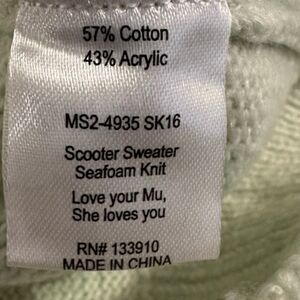 57% Cotton
43% Acrylic
MS2-4935 SK16
Scooter Sweater
Seafoam Knit
Love your Mu,
She loves you
RN# 133910
MADE IN CHINA